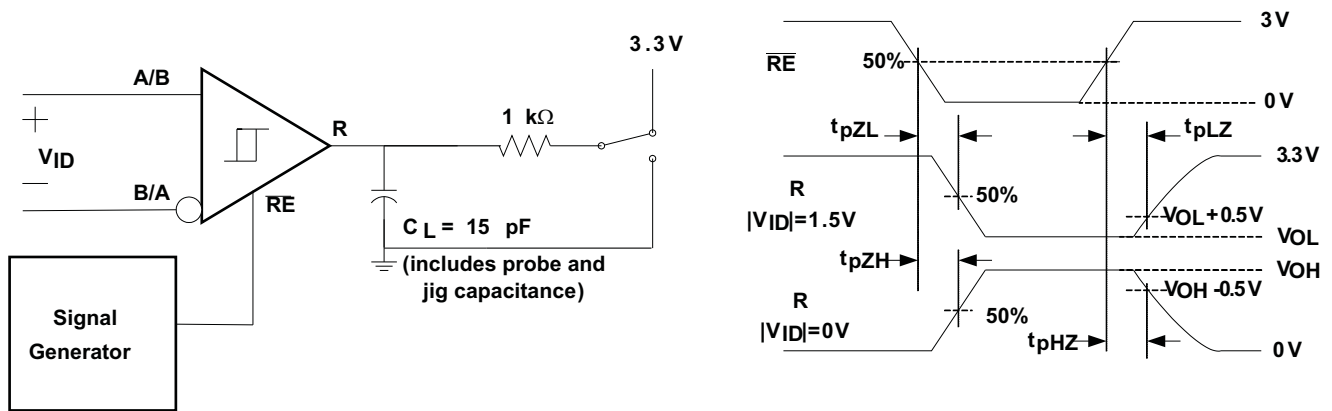 A/B
+
VID
−
B/A
R
RE
1 kΩ
3.3V
CL = 15 pF
(includes probe and
jig capacitance)
Signal
Generator
RE
50%
3V
0V
tpZL
tpLZ
R
|VID|=1.5V
50%
3.3V
VOL+0.5V
VOL
tpZH
VOH
R
|VID|=0V
50%
VOH-0.5V
tpHZ
0V